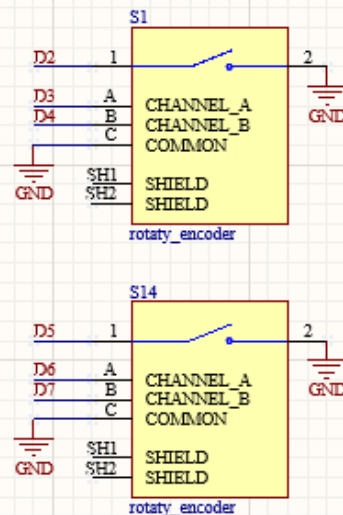 S1
D2 1 2
D3 A CHANNEL_A GND
D4 B CHANNEL_B
C COMMON
SH1 SHIELD
GND SH2 SHIELD
rotaty_encoder
S14
D5 1 2
D6 A CHANNEL_A GND
D7 B CHANNEL_B
C COMMON
SH1 SHIELD
GND SH2 SHIELD
rotaty_encoder